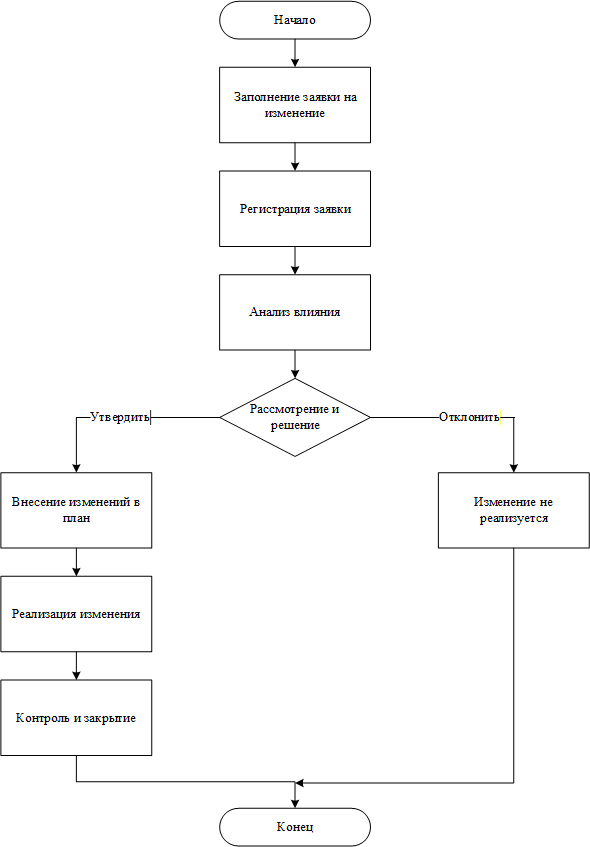 Начало
Заполнение заявки на
изменение
Регистрация заявки
Анализ влияния
Рассмотрение и
решение
Утвердить
Отклонить
Внесение изменений в
план
Изменение не
реализуется
Реализация изменения
Контроль и закрытие
Конец